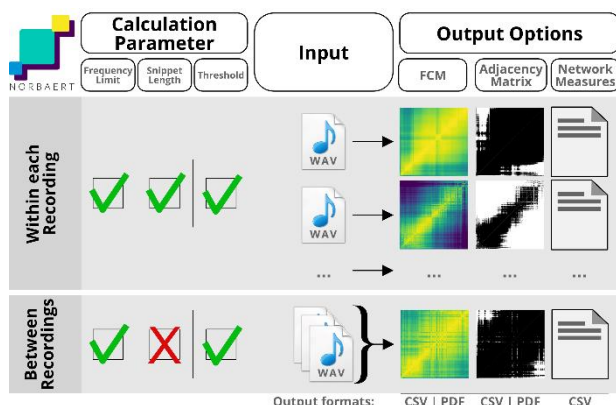 NORBAERT
Calculation
Parameter
Frequency
Limit
Snippet
Length
Threshold
Input
Output Options
FCM
Adjacency
Matrix
Network
Measures
Within each
Recording
WAV
WAV
... ... ... ...
Between
Recordings
WAV
Output formats: CSV | PDF CSV | PDF CSV